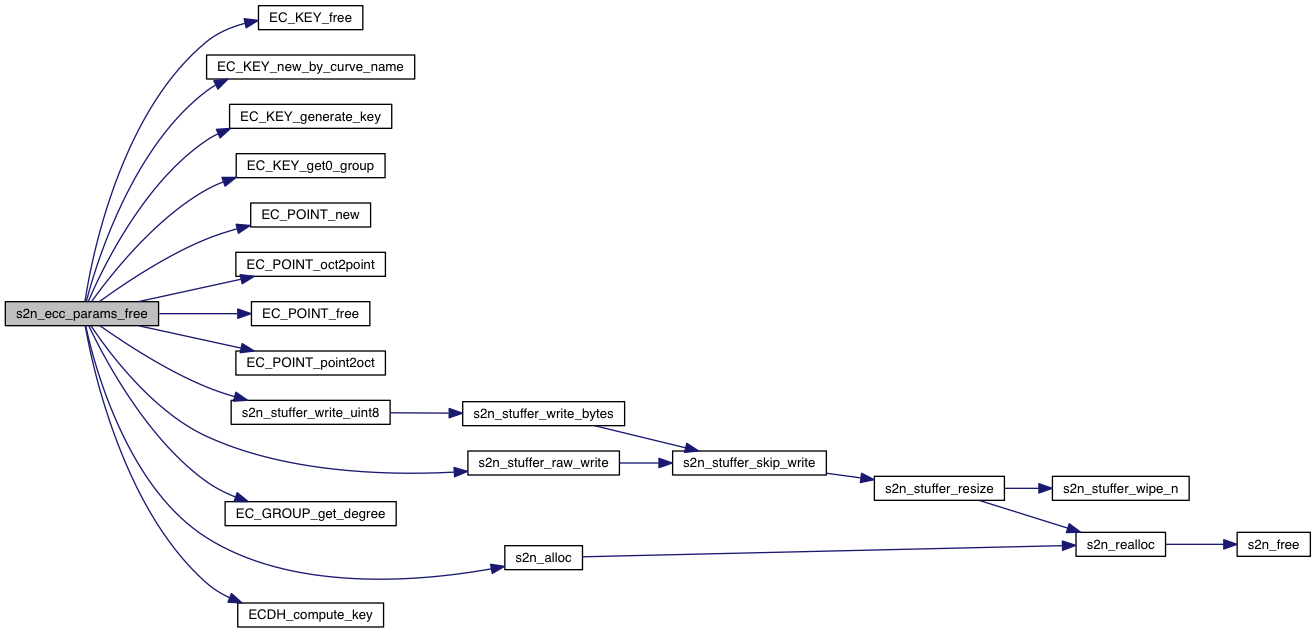 EC_KEY_free
EC_KEY_new_by_curve_name
EC_KEY_generate_key
EC_KEY_get0_group
EC_POINT_new
EC_POINT_oct2point
s2n_ecc_params_free
EC_POINT_free
EC_POINT_point2oct
s2n_stuffer_write_uint8
s2n_stuffer_write_bytes
s2n_stuffer_raw_write
s2n_stuffer_skip_write
s2n_stuffer_resize
s2n_stuffer_wipe_n
EC_GROUP_get_degree
s2n_alloc
s2n_realloc
s2n_free
ECDH_compute_key